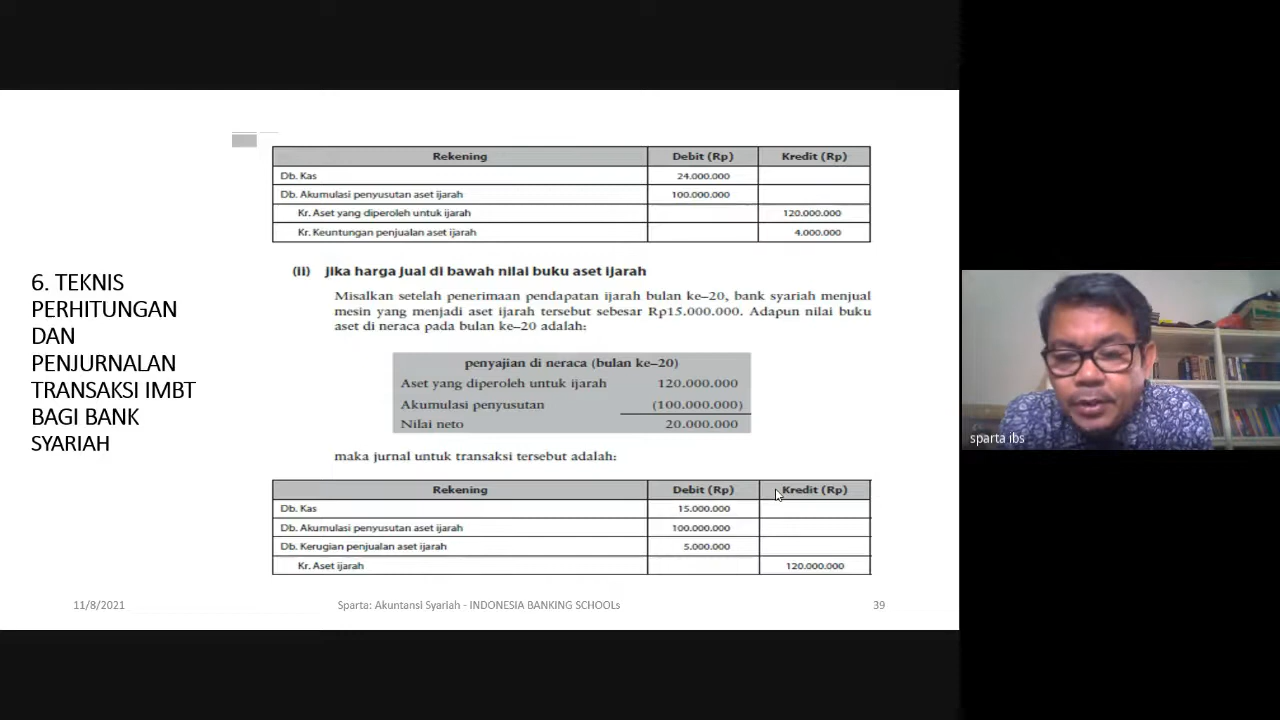 Rekening Debit (Rp) Kredit (Rp)
Db. Kas 24.000.000
Db. Akumulasi penyusutan aset ijarah 100.000.000
Kr. Aset yang diperoleh untuk ijarah 120.000.000
Kr. Keuntungan penjualan aset ijarah 4.000.000
(ii) Jika harga jual di bawah nilai buku aset ijarah
Misalkan setelah penerimaan pendapatan ijarah bulan ke–20, bank syariah menjual
mesin yang menjadi aset ijarah tersebut sebesar Rp15.000.000. Adapun nilai buku
aset di neraca pada bulan ke–20 adalah:
penyajian di neraca (bulan ke–20)
Aset yang diperoleh untuk ijarah 120.000.000
Akumulasi penyusutan (100.000.000)
Nilai neto 20.000.000
maka jurnal untuk transaksi tersebut adalah:
Rekening Debit (Rp) Kredit (Rp)
Db. Kas 15.000.000
Db. Akumulasi penyusutan aset ijarah 100.000.000
Db. Kerugian penjualan aset ijarah 5.000.000
Kr. Aset ijarah 120.000.000
6. TEKNIS
PERHITUNGAN
DAN
PENJURNALAN
TRANSAKSI IMBT
BAGI BANK
SYARIAH
11/8/2021 Sparta: Akuntansi Syariah - INDONESIA BANKING SCHOOLs 39
sparta ibs